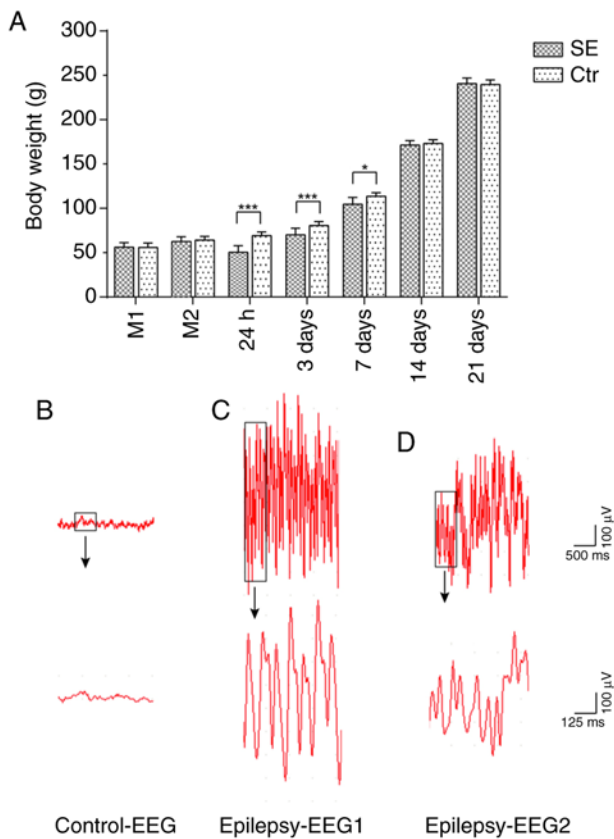 A
300
250
200
150
100
50
0
Body weight (g)
SE
Ctr
***
***
*
M1
M2
24 h
3 days
7 days
14 days
21 days
B
C
D
100 µV
500 ms
100 µV
125 ms
Control-EEG
Epilepsy-EEG1
Epilepsy-EEG2